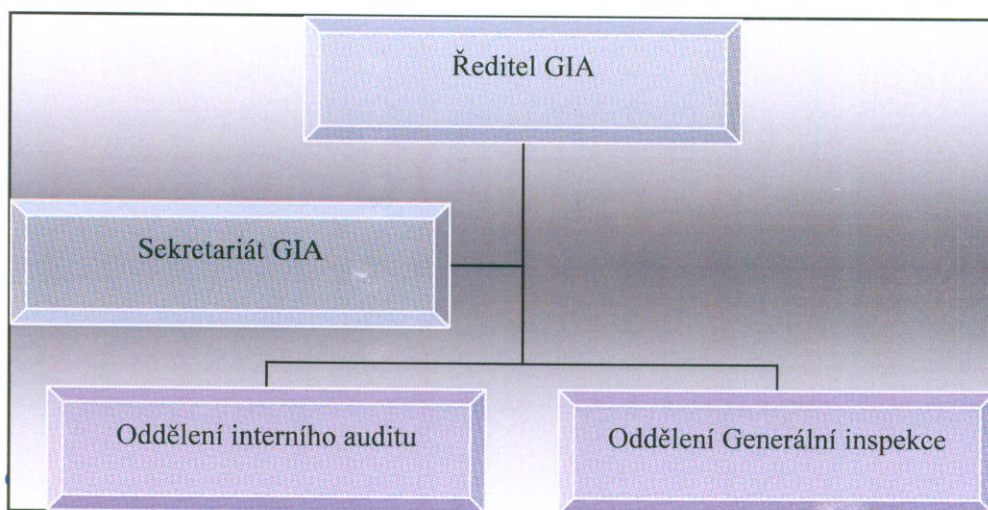 Ředitel GIA
Sekretariát GIA
Oddělení interního auditu
Oddělení Generální inspekce